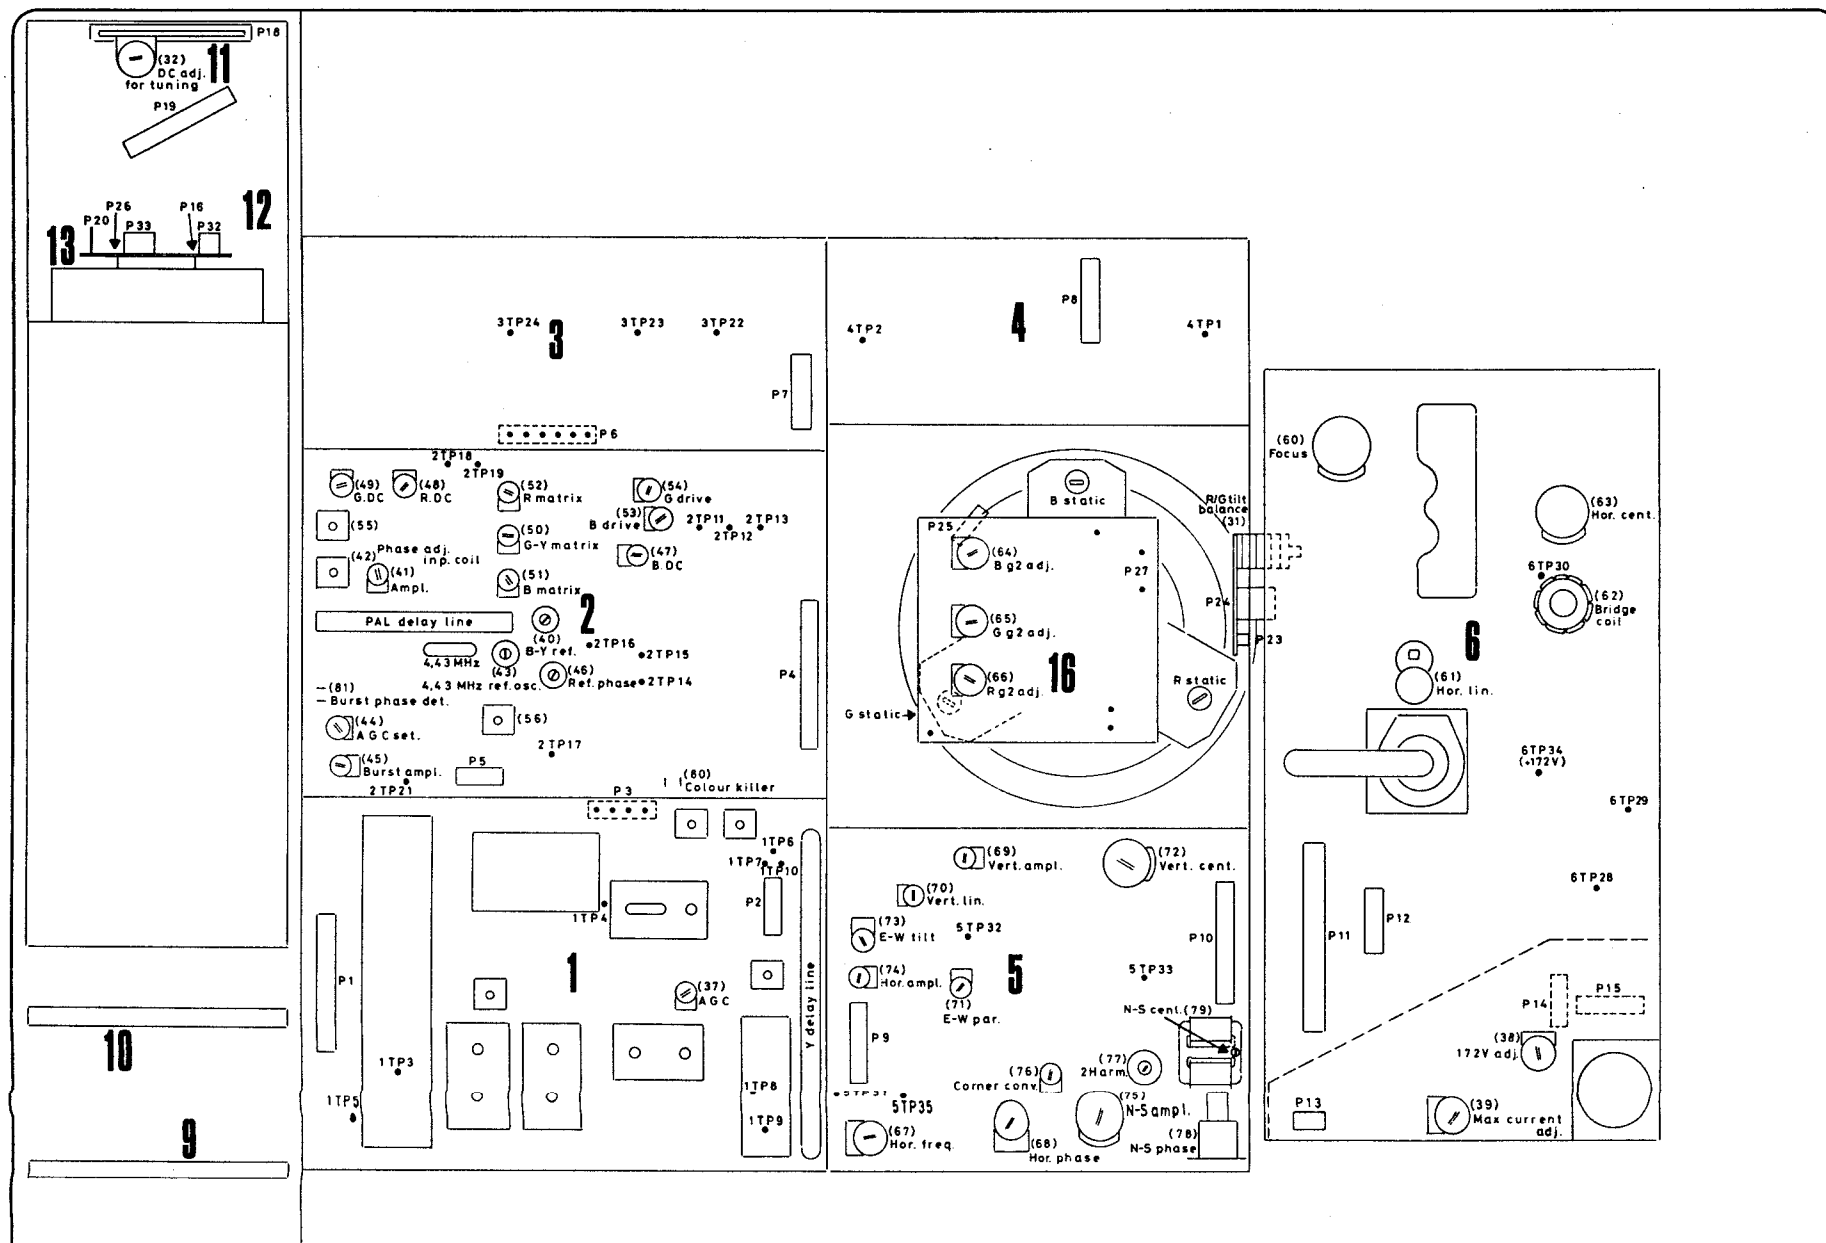 P18
(32)
DC adj.
for tuning
11
P19
12
P26
P16
P20
P33
P32
13
3TP24
3TP23
3TP22
3
P7
P6
4TP2
4
P8
4TP1
2TP18
2TP19
(49)
G.DC
(48)
R.DC
(52)
R matrix
(54)
G drive
(53)
B drive
2TP11
2TP13
2TP12
(55)
(50)
G-Y matrix
(42)
Phase adj.
inp. coil
(47)
B.DC
(41)
Ampl.
(51)
B matrix
PAL delay line
2
(40)
B-Y ref.
2TP16
2TP15
4,43 MHz
(43)
4,43 MHz ref. osc.
(46)
Ref. phase
2TP14
P4
(81)
Burst phase det.
(44)
AGC set.
(56)
2TP17
(45)
Burst ampl.
P5
2TP21
(80)
Colour killer
B static
R/G tilt
balance
(31)
P25
(64)
B g2 adj.
P27
P24
(65)
G g2 adj.
P23
(66)
R g2 adj.
16
R static
G static
(60)
Focus
(63)
Hor. cent.
6TP30
(62)
Bridge
coil
6
(61)
Hor. lin.
6TP34
(+172V)
6TP29
6TP28
P11
P12
P14
P15
(38)
172V adj.
P13
(39)
Max current
adj.
P3
1TP6
1TP7
1TP10
P2
1TP4
1
P1
(37)
AGC
Y delay line
1TP3
1TP8
1TP5
1TP9
(69)
Vert. ampl.
(72)
Vert. cent.
(70)
Vert. lin.
(73)
E-W tilt
5TP32
P10
(74)
Hor. ampl.
5
5TP33
(71)
E-W par.
N-S cent. (79)
P9
(76)
Corner conv.
(77)
2Harm.
5TP35
(75)
N-S ampl.
(67)
Hor. freq.
(68)
Hor. phase
(78)
N-S phase
10
9